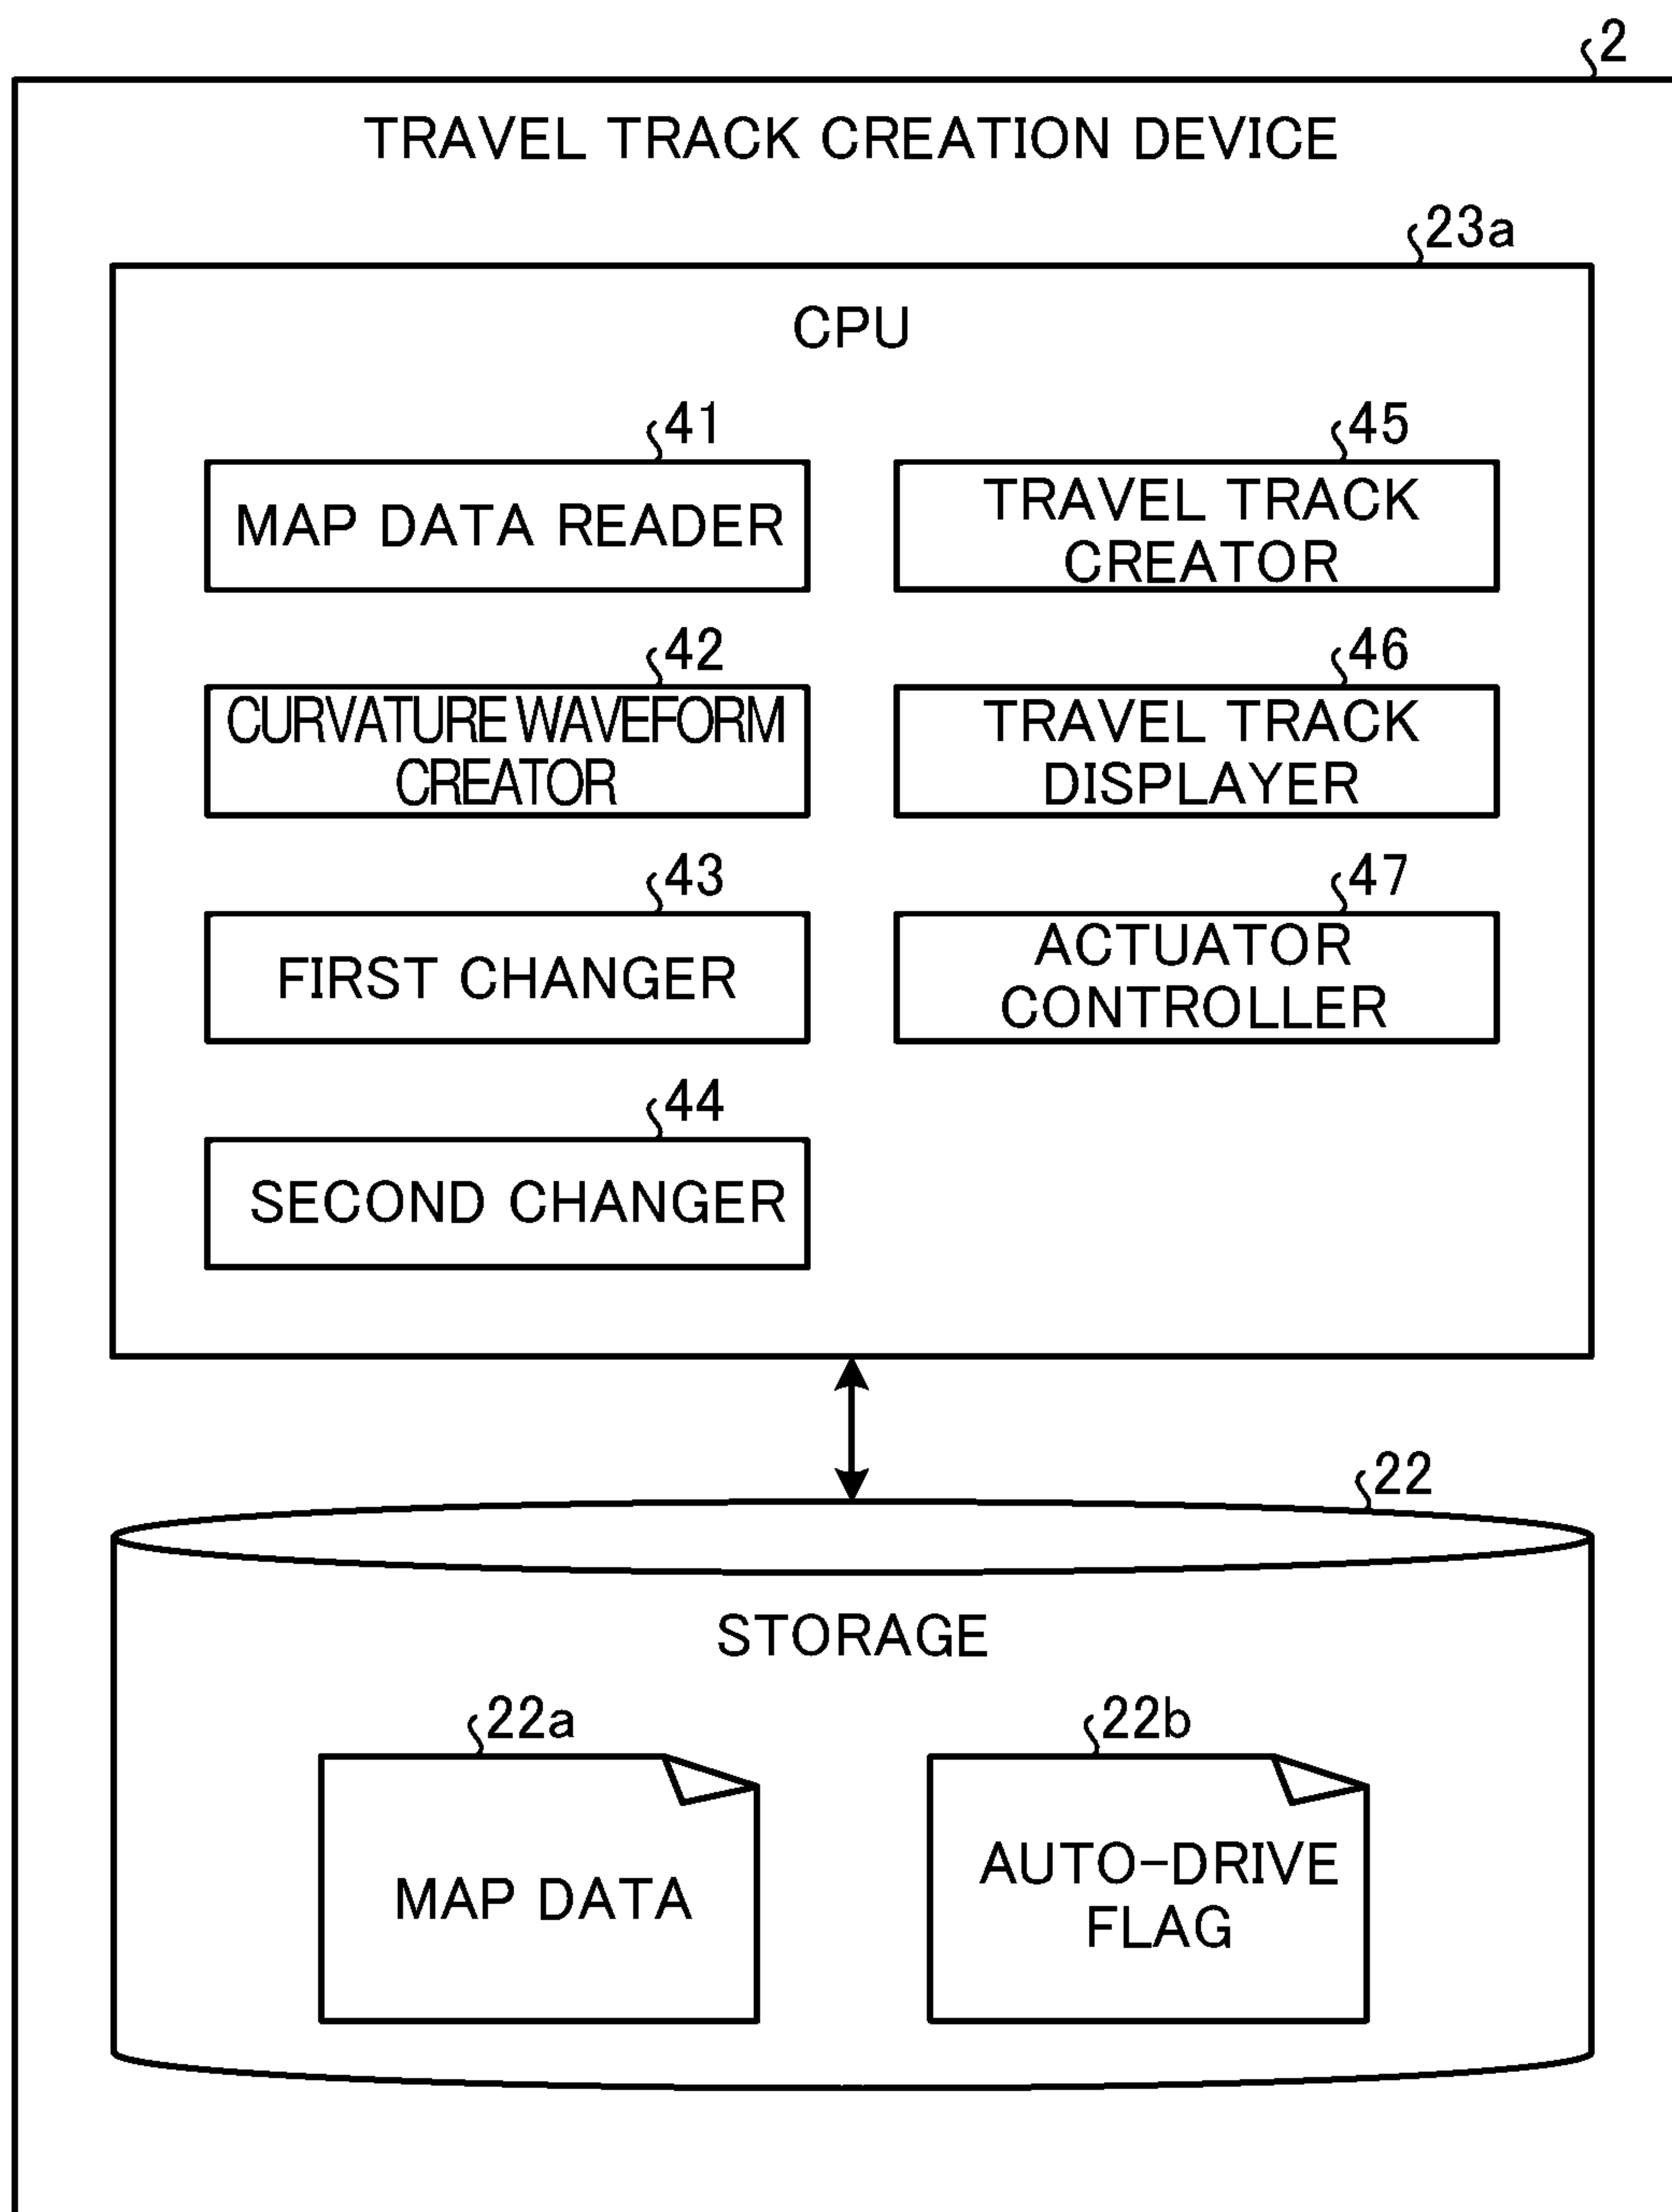 2
TRAVEL TRACK CREATION DEVICE
23a
CPU
41
MAP DATA READER
42
CURVATURE WAVEFORM
CREATOR
43
FIRST CHANGER
44
SECOND CHANGER
45
TRAVEL TRACK
CREATOR
46
TRAVEL TRACK
DISPLAYER
47
ACTUATOR
CONTROLLER
22
STORAGE
22a
MAP DATA
22b
AUTO-DRIVE
FLAG